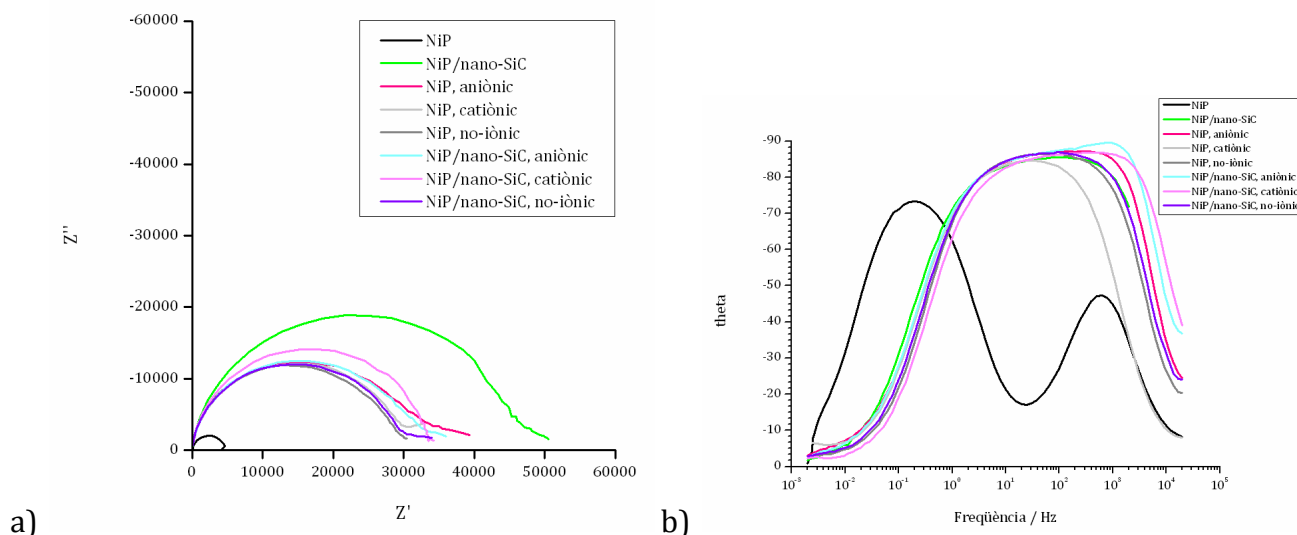 -60000
-50000
-40000
-30000
-20000
-10000
0
Z''
0 10000 20000 30000 40000 50000 60000
Z'
NiP
NiP/nano-SiC
NiP, aniònic
NiP, catiònic
NiP, no-iònic
NiP/nano-SiC, aniònic
NiP/nano-SiC, catiònic
NiP/nano-SiC, no-iònic
a)
-90
-80
-70
-60
-50
-40
-30
-20
-10
0
theta
10⁻³ 10⁻² 10⁻¹ 10⁰ 10¹ 10² 10³ 10⁴ 10⁵
Freqüència / Hz
NiP
NiP/nano-SiC
NiP, aniònic
NiP, catiònic
NiP, no-iònic
NiP/nano-SiC, aniònic
NiP/nano-SiC, catiònic
NiP/nano-SiC, no-iònic
b)